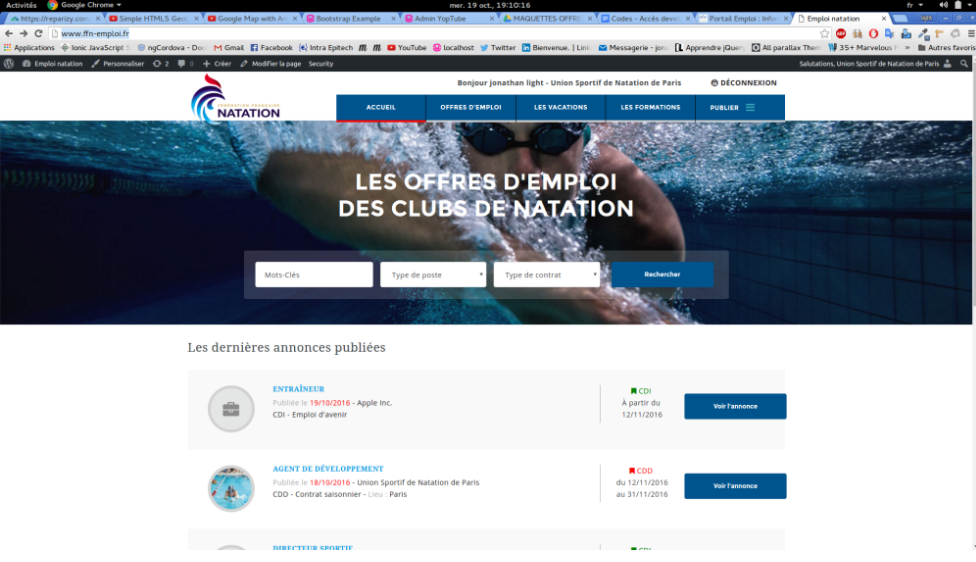 Activités Google Chrome mer. 19 oct., 19:10:16 fr
https://reparizy.com Simple HTML5 Geo Google Map with An Bootstrap Example Admin YopTube MAQUETTES OFFRE Codes - Accès deve Portail Emploi : Infor Emploi natation light
www.ffn-emploi.fr
Applications Ionic JavaScript ngCordova - Doc Gmail Facebook Intra Epitech YouTube localhost Twitter Bienvenue. | Link Messagerie - jona Apprendre jQuery All parallax Them 35+ Marvelous F » Autres favoris
Emploi natation Personnaliser 2 0 + Créer Modifier la page Security Salutations, Union Sportif de Natation de Paris
Bonjour jonathan light - Union Sportif de Natation de Paris DÉCONNEXION
FÉDÉRATION FRANÇAISE
NATATION
ACCUEIL OFFRES D'EMPLOI LES VACATIONS LES FORMATIONS PUBLIER
LES OFFRES D'EMPLOI
DES CLUBS DE NATATION
Mots-Clés Type de poste Type de contrat Rechercher
Les dernières annonces publiées
ENTRAÎNEUR
Publiée le 19/10/2016 - Apple Inc.
CDI - Emploi d'avenir
CDI
À partir du
12/11/2016
Voir l'annonce
AGENT DE DÉVELOPPEMENT
Publiée le 18/10/2016 - Union Sportif de Natation de Paris
CDD - Contrat saisonnier - Lieu : Paris
CDD
du 12/11/2016
au 31/11/2016
Voir l'annonce
DIRECTEUR SPORTIF
CDI